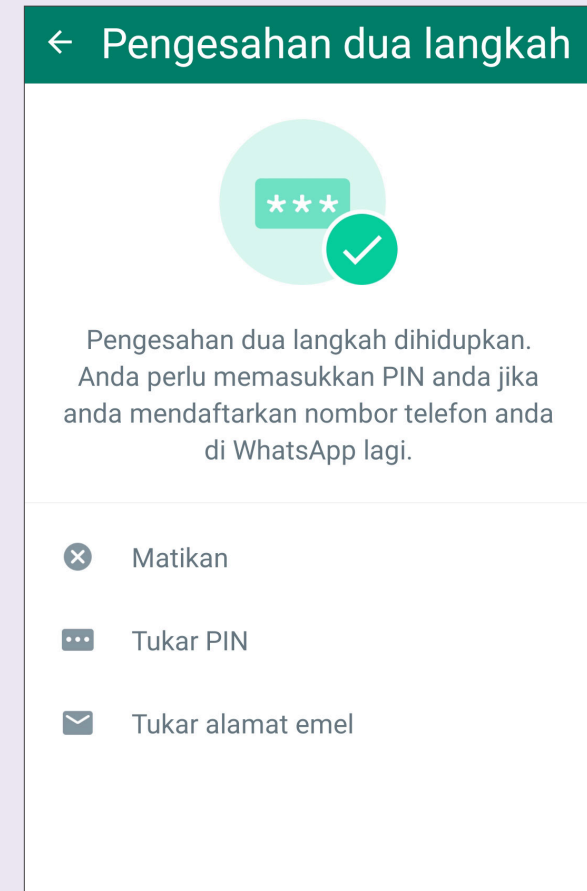 Pengesahan dua langkah
***
Pengesahan dua langkah dihidupkan.
Anda perlu memasukkan PIN anda jika
anda mendaftarkan nombor telefon anda
di WhatsApp lagi.
Matikan
Tukar PIN
Tukar alamat emel